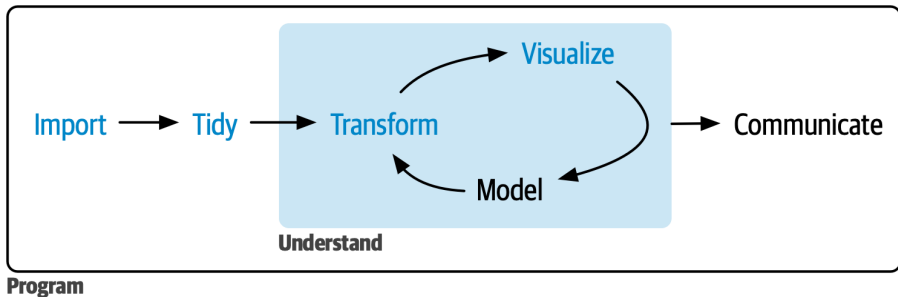 Visualize
Import
Tidy
Transform
Communicate
Model
Understand
Program